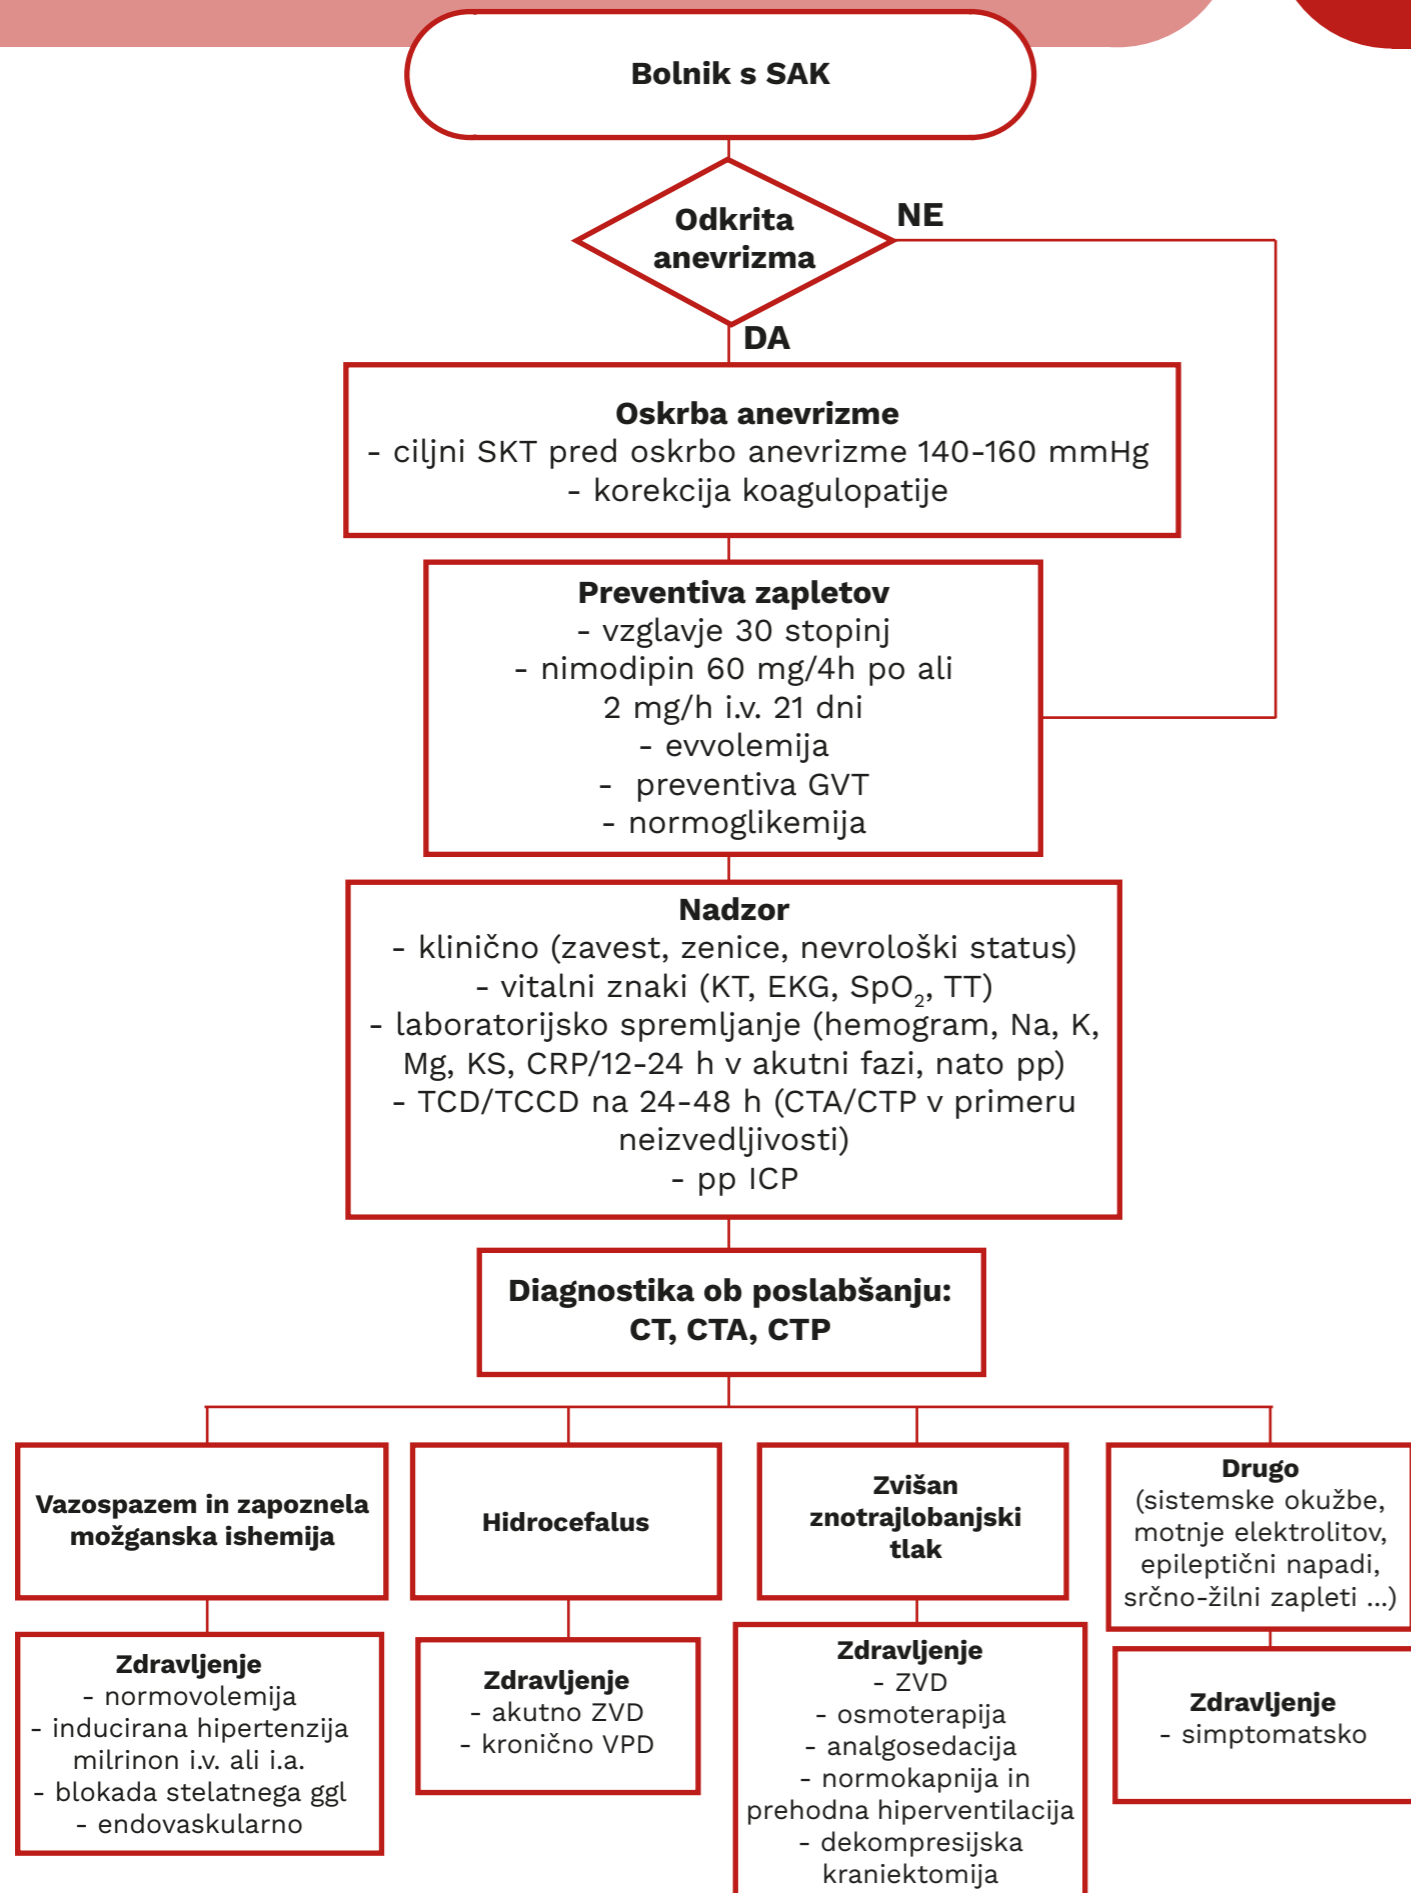 Bolnik s SAK
Odkrita
anevrizma
NE
DA
Oskrba anevrizme
- ciljni SKT pred oskrbo anevrizme 140-160 mmHg
- korekcija koagulopatije
Preventiva zapletov
- vzglavje 30 stopinj
- nimodipin 60 mg/4h po ali
2 mg/h i.v. 21 dni
- evvolemija
- preventiva GVT
- normoglikemija
Nadzor
- klinično (zavest, zenice, nevrološki status)
- vitalni znaki (KT, EKG, SpO₂, TT)
- laboratorijsko spremljanje (hemogram, Na, K,
Mg, KS, CRP/12-24 h v akutni fazi, nato pp)
- TCD/TCCD na 24-48 h (CTA/CTP v primeru
neizvedljivosti)
- pp ICP
Diagnostika ob poslabšanju:
CT, CTA, CTP
Vazospazem in zapoznela
možganska ishemija
Zdravljenje
- normovolemija
- inducirana hipertenzija
milrinon i.v. ali i.a.
- blokada stelatnega ggl
- endovaskularno
Hidrocefalus
Zdravljenje
- akutno ZVD
- kronično VPD
Zvišan
znotrajlobanjski
tlak
Zdravljenje
- ZVD
- osmoterapija
- analgosedacija
- normokapnija in
prehodna hiperventilacija
- dekompresijska
kraniektomija
Drugo
(sistemske okužbe,
motnje elektrolitov,
epileptični napadi,
srčno-žilni zapleti ...)
Zdravljenje
- simptomatsko